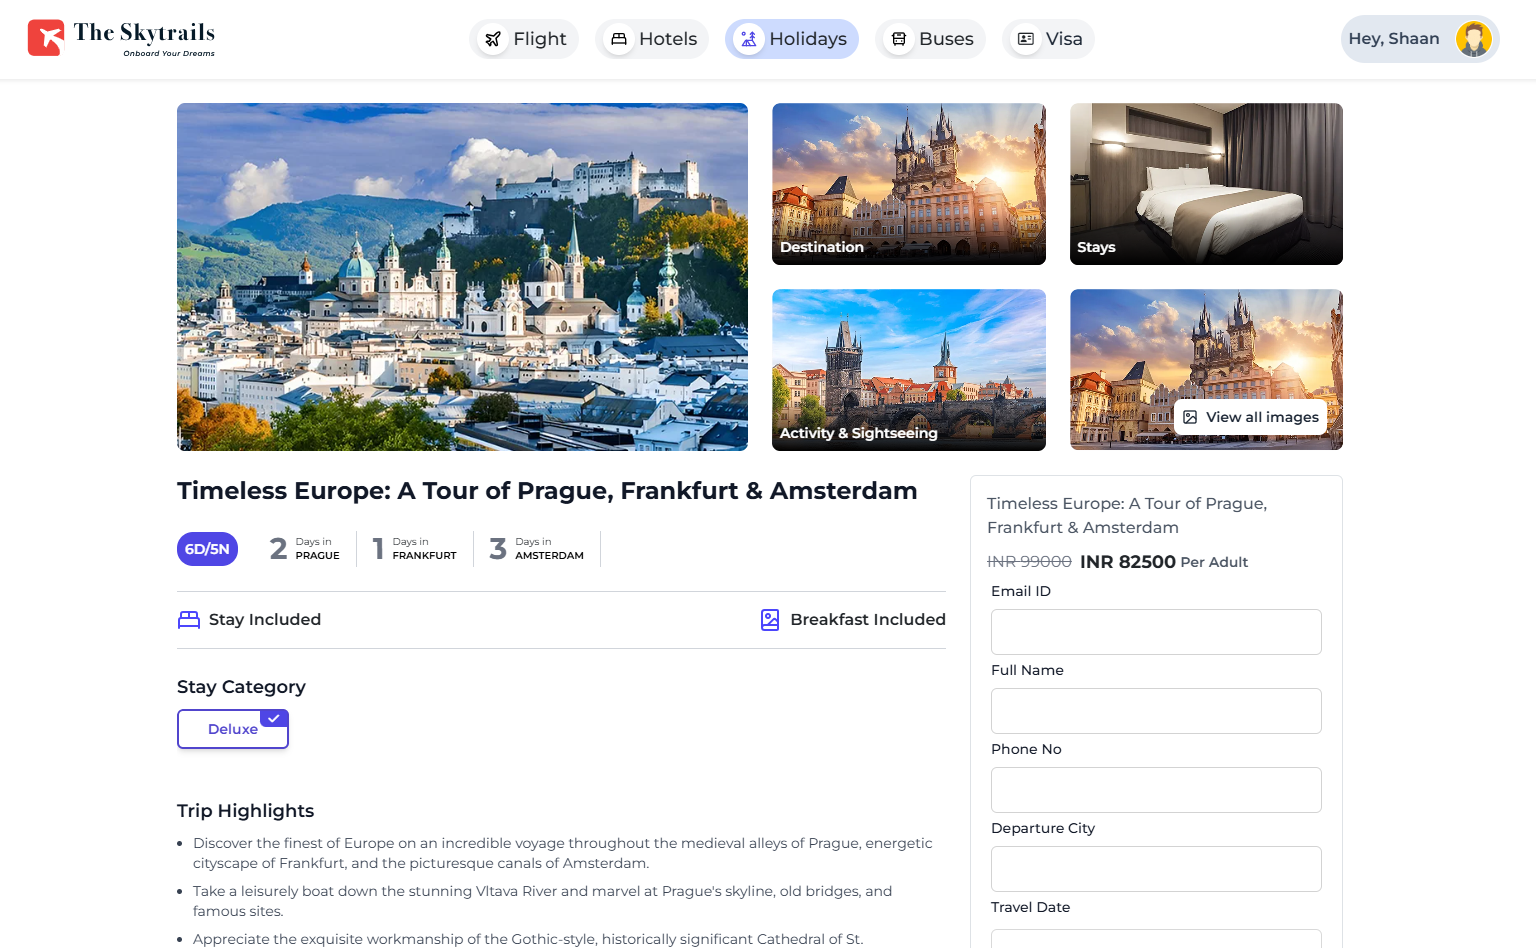 The Skytrails
Onboard Your Dreams
Flight
Hotels
Holidays
Buses
Visa
Hey, Shaan
Destination
Stays
Activity & Sightseeing
View all images
Timeless Europe: A Tour of Prague, Frankfurt & Amsterdam
6D/5N
2 Days in PRAGUE
1 Days in FRANKFURT
3 Days in AMSTERDAM
Stay Included
Breakfast Included
Stay Category
Deluxe
Trip Highlights
Discover the finest of Europe on an incredible voyage throughout the medieval alleys of Prague, energetic
cityscape of Frankfurt, and the picturesque canals of Amsterdam.
Take a leisurely boat down the stunning Vltava River and marvel at Prague's skyline, old bridges, and
famous sites.
Appreciate the exquisite workmanship of the Gothic-style, historically significant Cathedral of St.
Timeless Europe: A Tour of Prague,
Frankfurt & Amsterdam
INR 99000 INR 82500 Per Adult
Email ID
Full Name
Phone No
Departure City
Travel Date